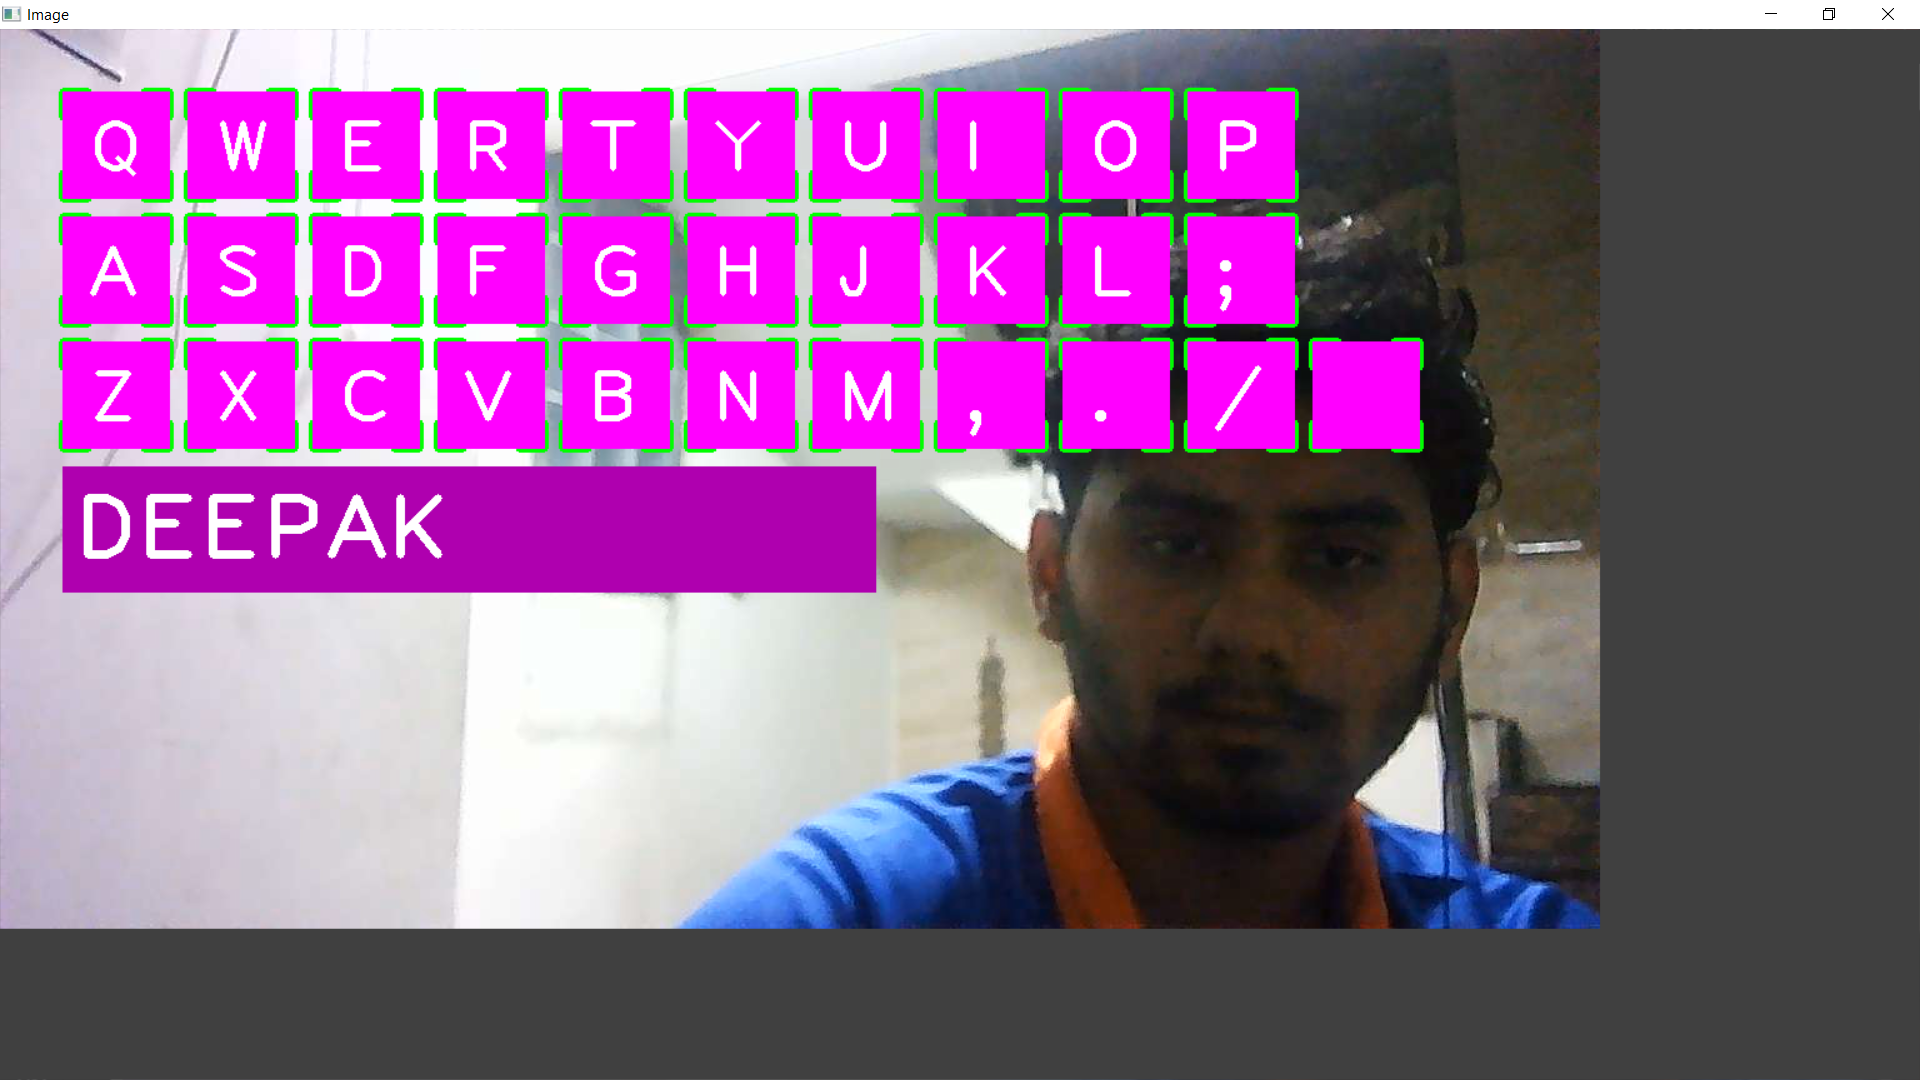 Image
Q W E R T Y U I O P
A S D F G H J K L ;
Z X C V B N M , . /
DEEPAK